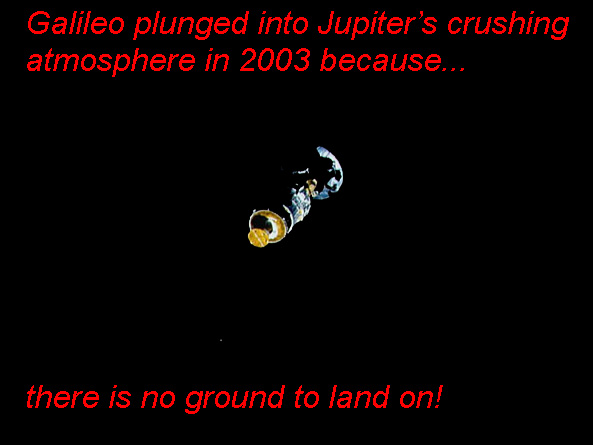 Galileo plunged into Jupiter's crushing
atmosphere in 2003 because...
there is no ground to land on!